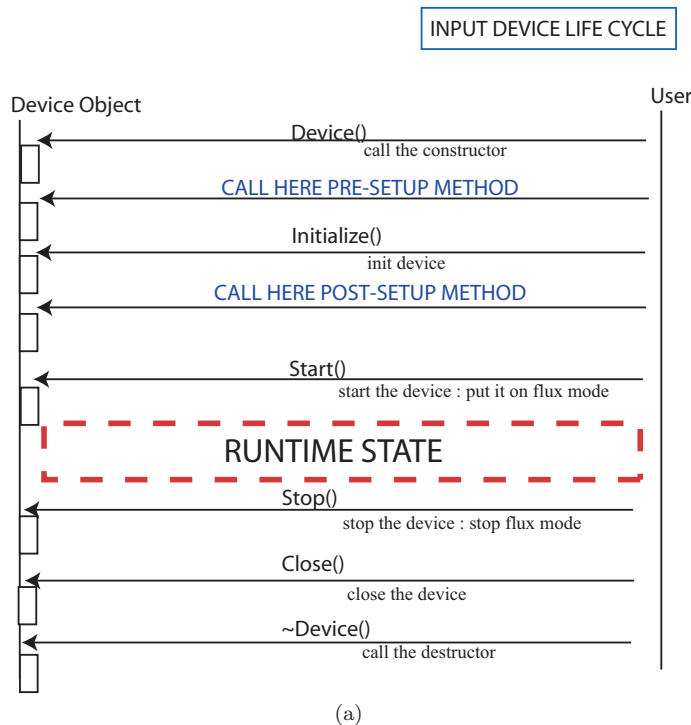 INPUT DEVICE LIFE CYCLE
Device Object
User
Device()
call the constructor
CALL HERE PRE-SETUP METHOD
Initialize()
init device
CALL HERE POST-SETUP METHOD
Start()
start the device : put it on flux mode
RUNTIME STATE
Stop()
stop the device : stop flux mode
Close()
close the device
~Device()
call the destructor
(a)